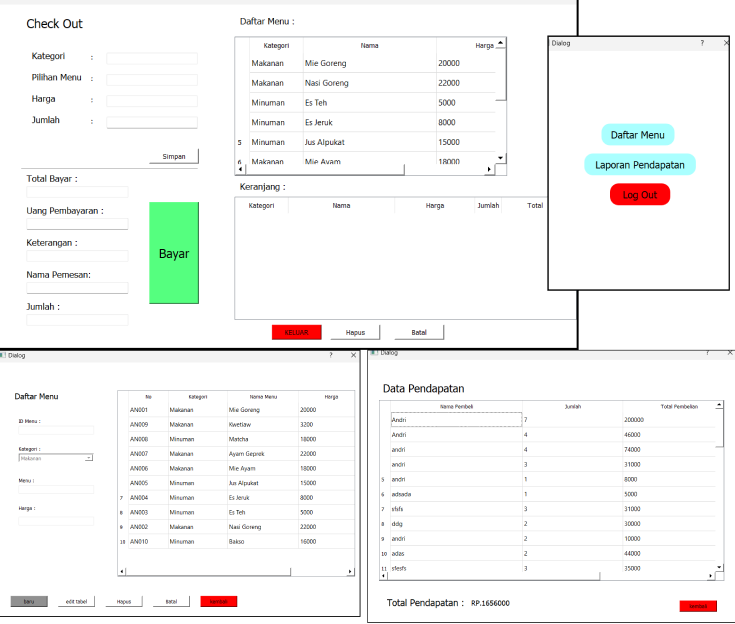 Check Out
Kategori :
Pilihan Menu :
Harga :
Jumlah :
Simpan
Total Bayar :
Uang Pembayaran :
Keterangan :
Nama Pemesan:
Jumlah :
Bayar
Daftar Menu :
Kategori Nama Harga
Makanan Mie Goreng 20000
Makanan Nasi Goreng 22000
Minuman Es Teh 5000
Minuman Es Jeruk 8000
5 Minuman Jus Alpukat 15000
6 Makanan Mie Ayam 18000
Keranjang :
Kategori Nama Harga Jumlah Total
KELUAR Hapus Batal
Dialog ? X
Daftar Menu
Laporan Pendapatan
Log Out
Dialog ? X
Daftar Menu
ID Menu :
Kategori :
Makanan
Menu :
Harga :
No Kategori Nama Menu Harga
AN001 Makanan Mie Goreng 20000
AN009 Makanan Kwetiaw 3200
AN008 Minuman Matcha 18000
AN007 Makanan Ayam Geprek 22000
AN006 Makanan Mie Ayam 18000
AN005 Minuman Jus Alpukat 15000
7 AN004 Minuman Es Jeruk 8000
8 AN003 Minuman Es Teh 5000
9 AN002 Makanan Nasi Goreng 22000
10 AN010 Minuman Bakso 16000
baru edit tabel Hapus Batal
Dialog ? X
Data Pendapatan
Nama Pembeli Jumlah Total Pembelian
Andri 7 200000
Andri 4 46000
andri 4 74000
andri 3 31000
5 andri 1 8000
6 adsada 1 5000
7 sfsfs 3 31000
8 ddg 2 30000
9 andri 2 10000
10 adas 2 44000
11 sfesfs 3 35000
Total Pendapatan : RP.1656000